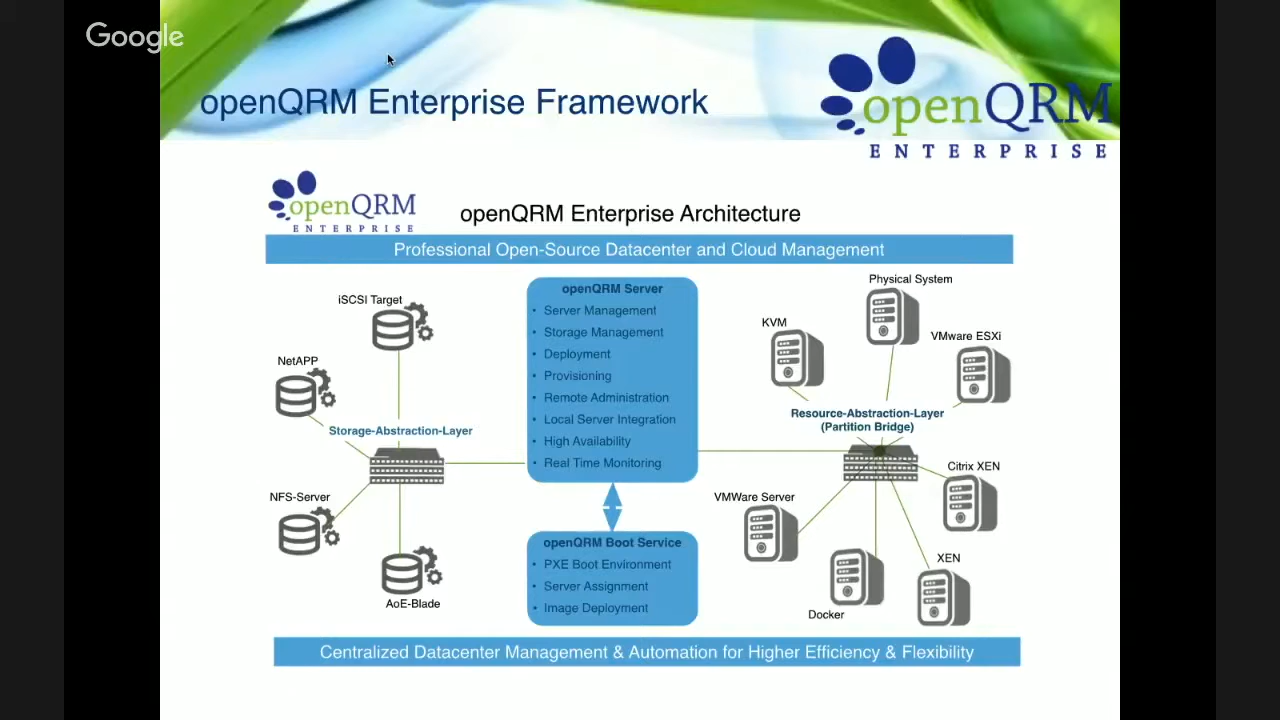 Google
openQRM Enterprise Framework
openQRM
ENTERPRISE
openQRM
ENTERPRISE
openQRM Enterprise Architecture
Professional Open-Source Datacenter and Cloud Management
iSCSI Target
NetAPP
Storage-Abstraction-Layer
NFS-Server
AoE-Blade
openQRM Server
• Server Management
• Storage Management
• Deployment
• Provisioning
• Remote Administration
• Local Server Integration
• High Availability
• Real Time Monitoring
openQRM Boot Service
• PXE Boot Environment
• Server Assignment
• Image Deployment
Physical System
KVM
VMware ESXi
Resource-Abstraction-Layer
(Partition Bridge)
Citrix XEN
VMWare Server
XEN
Docker
Centralized Datacenter Management & Automation for Higher Efficiency & Flexibility